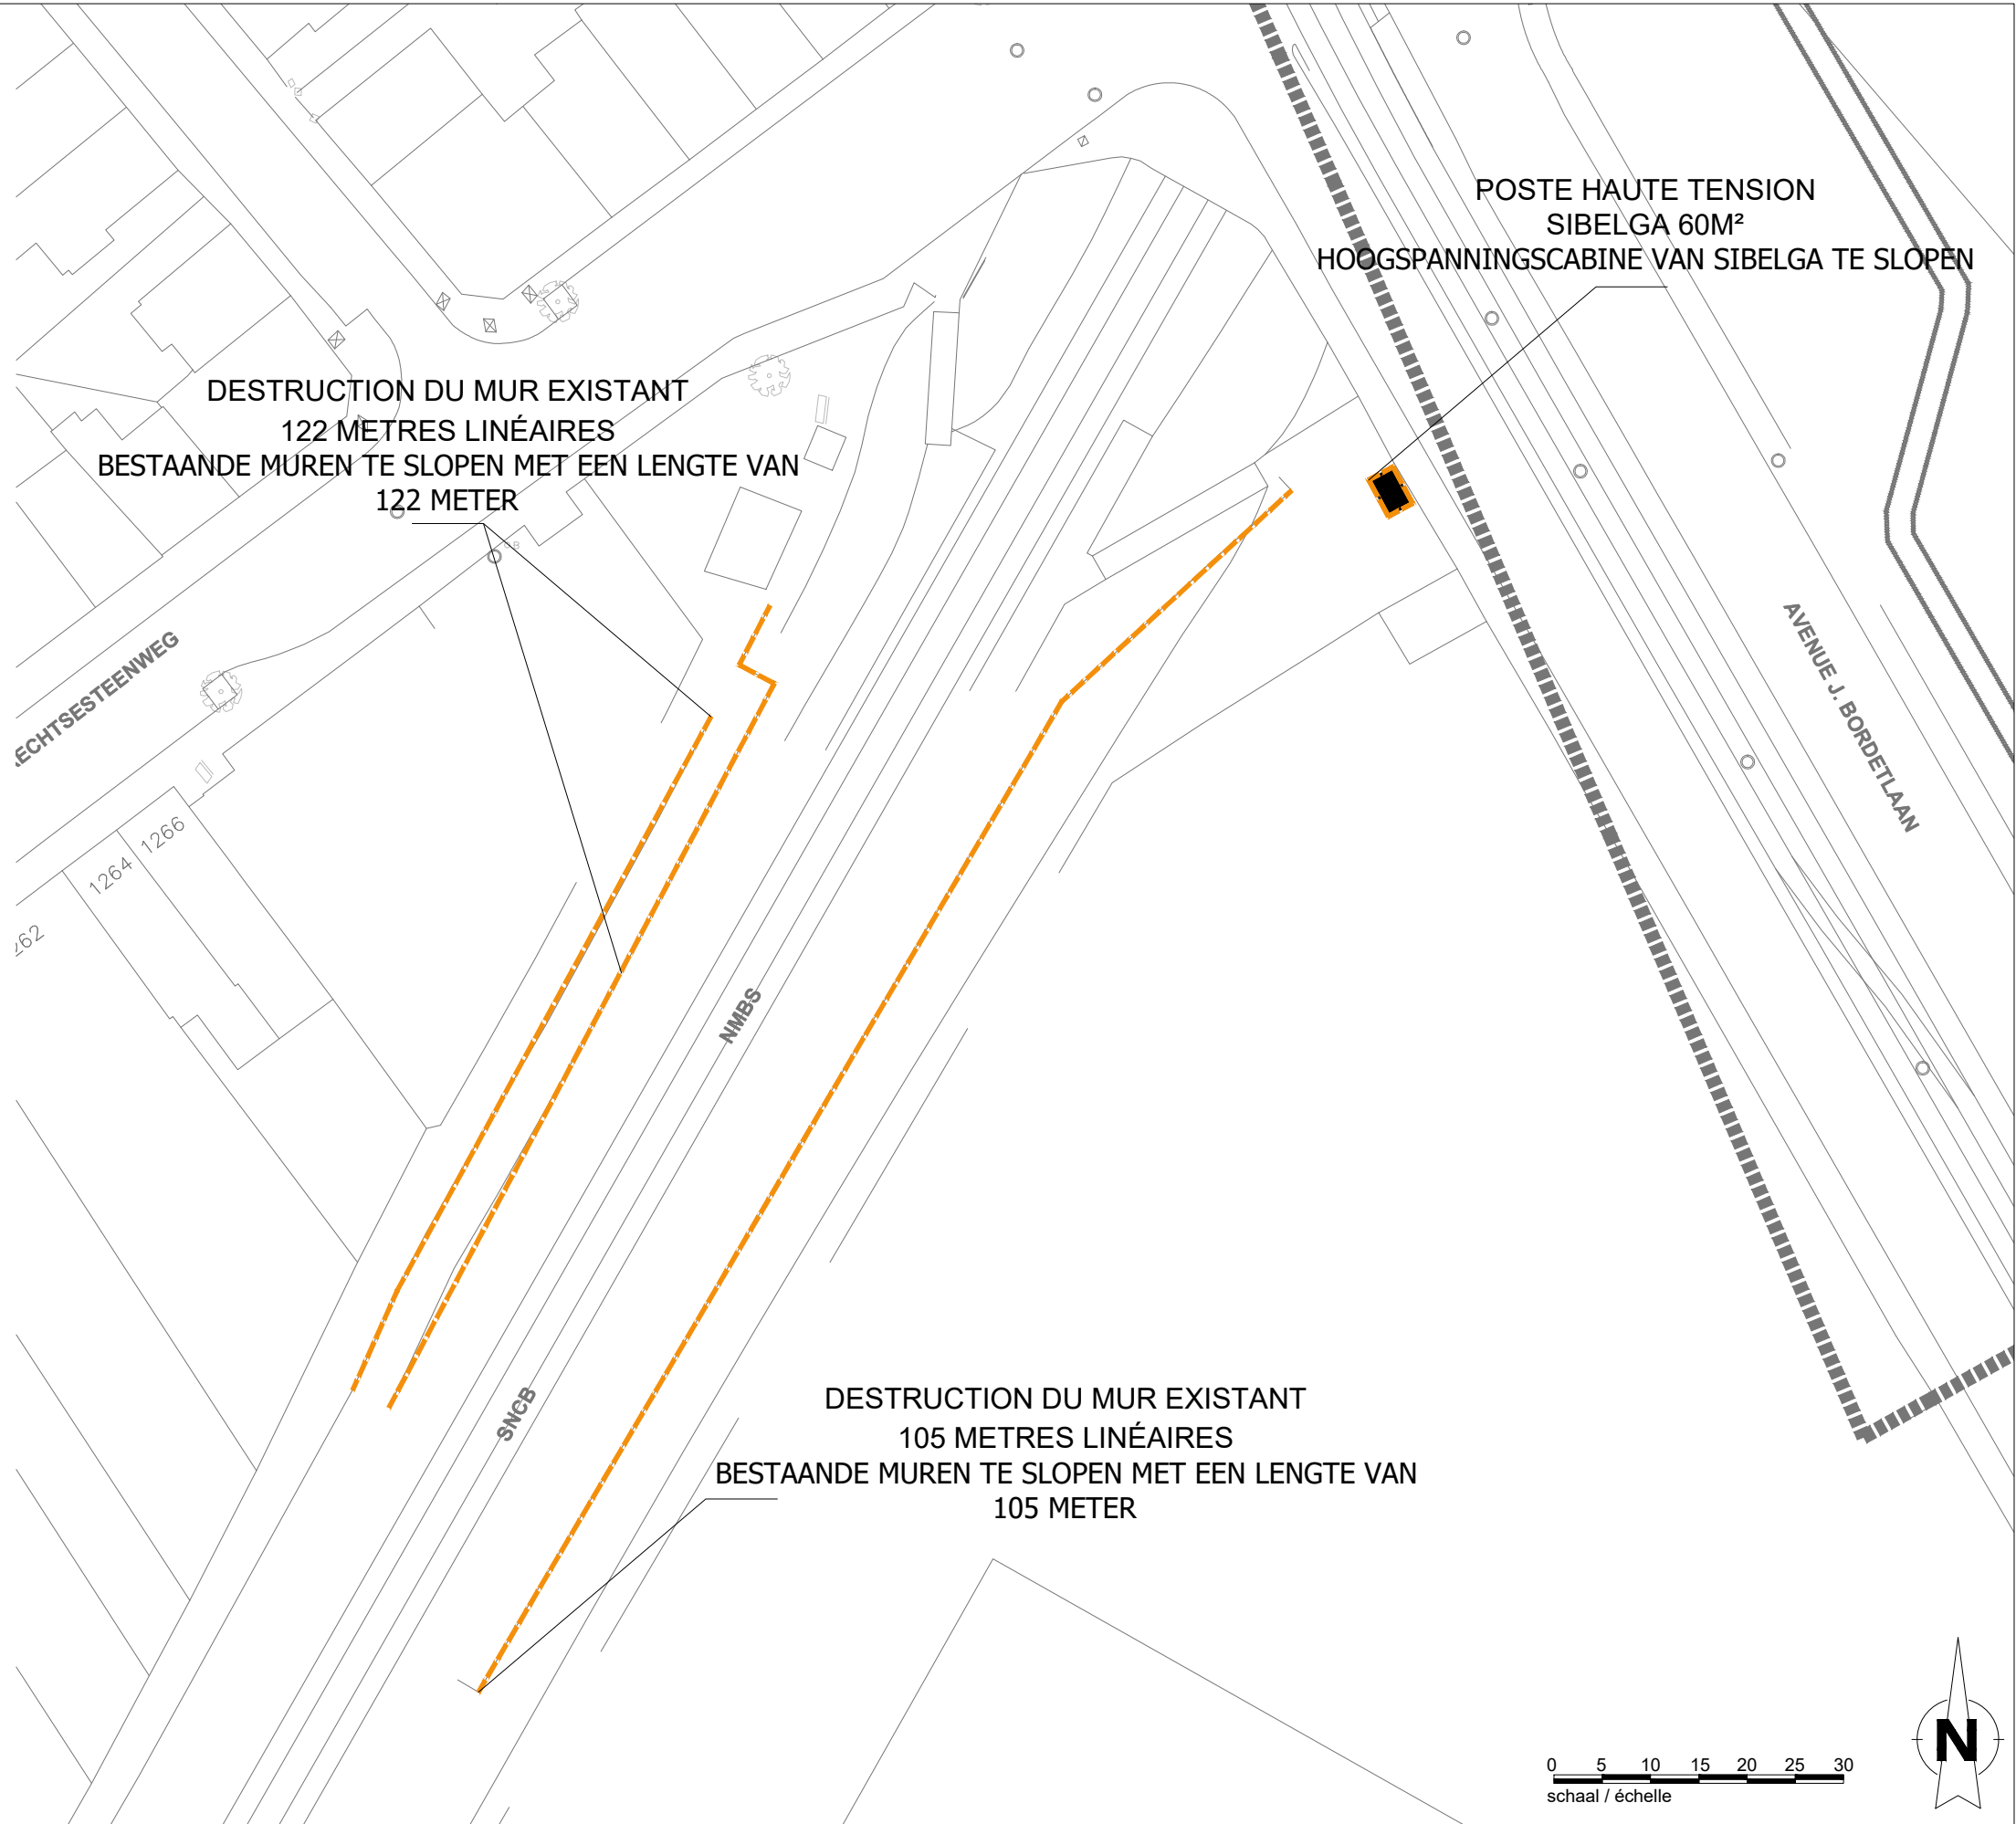 POSTE HAUTE TENSION
SIBELGA 60M²
HOOGSPANNINGSCABINE VAN SIBELGA TE SLOPEN
DESTRUCTION DU MUR EXISTANT
122 METRES LINÉAIRES
BESTAANDE MUREN TE SLOPEN MET EEN LENGTE VAN
122 METER
ECHTSESTEENWEG
AVENUE J. BORDETLAAN
1266
1264
262
NMBS
SNCB
DESTRUCTION DU MUR EXISTANT
105 METRES LINÉAIRES
BESTAANDE MUREN TE SLOPEN MET EEN LENGTE VAN
105 METER
N
0 5 10 15 20 25 30
schaal / échelle